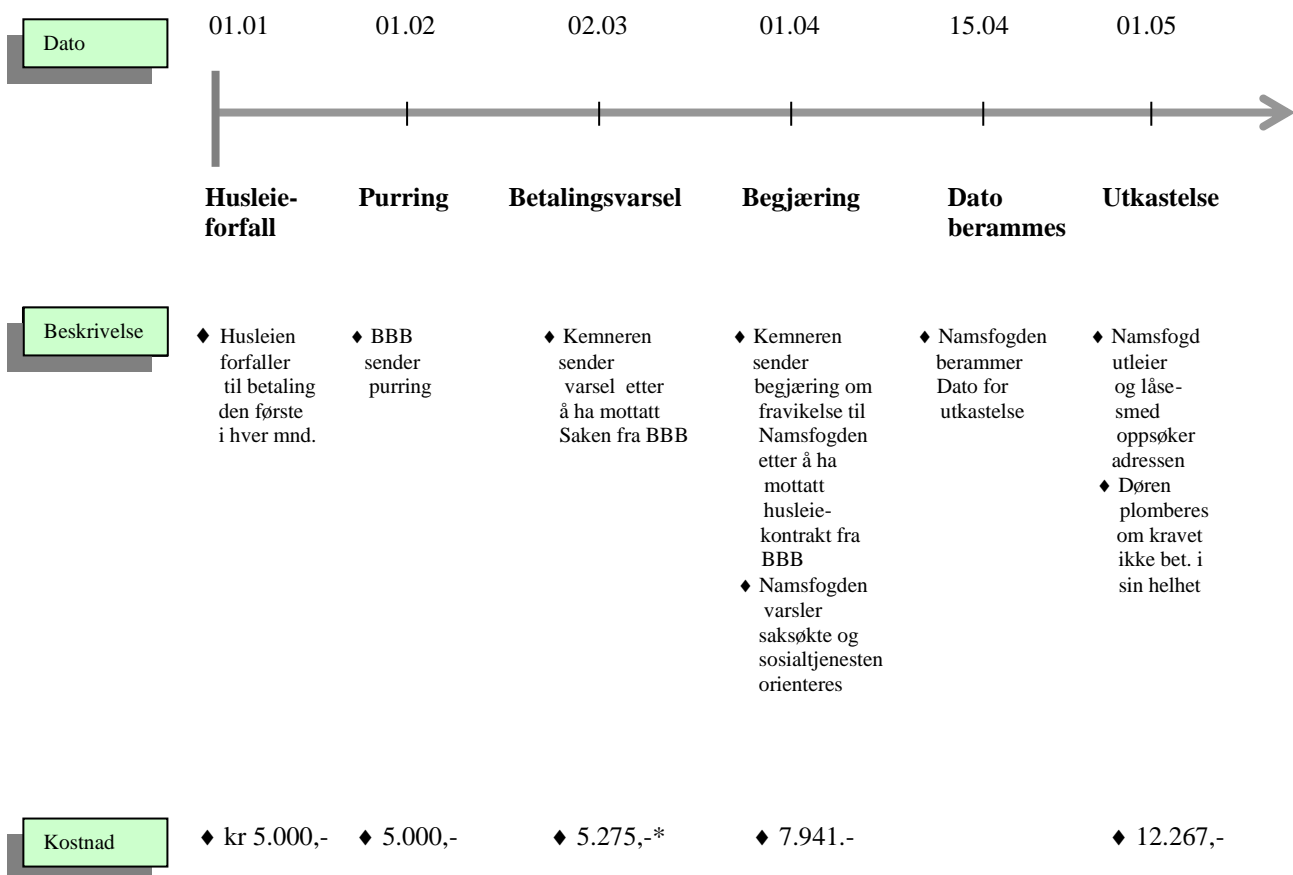 Dato
01.01
01.02
02.03
01.04
15.04
01.05
Husleie-
forfall
Purring
Betalingsvarsel
Begjæring
Dato
berammes
Utkastelse
Beskrivelse
♦ Husleien
forfaller
til betaling
den første
i hver mnd.
♦ BBB
sender
purring
♦ Kemneren
sender
varsel etter
å ha mottatt
Saken fra BBB
♦ Kemneren
sender
begjæring om
fravikelse til
Namsfogden
etter å ha
mottatt
husleie-
kontrakt fra
BBB
♦ Namsfogden
varsler
saksøkte og
sosialtjenesten
orienteres
♦ Namsfogden
berammer
Dato for
utkastelse
♦ Namsfogd
utleier
og låse-
smed
oppsøker
adressen
♦ Døren
plomberes
om kravet
ikke bet. i
sin helhet
Kostnad
♦ kr 5.000,-
♦ 5.000,-
♦ 5.275,-*
♦ 7.941.-
♦ 12.267,-